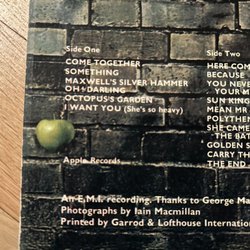 Side One
COME TOGETHER
SOMETHING
MAXWELL'S SILVER HAMMER
OH! DARLING
OCTOPUS'S GARDEN
I WANT YOU (She's so heavy)
Side Two
HERE COM
BECAUSE
YOU NEVE
YOUR M
SUN KING
MEAN MR
POLYTHEN
SHE CAME
THE BAT
GOLDEN S
CARRY TH
THE END
Apple Records
An E.M.I. recording. Thanks to George Ma
Photographs by Iain Macmillan
Printed by Garrod & Lofthouse Internation